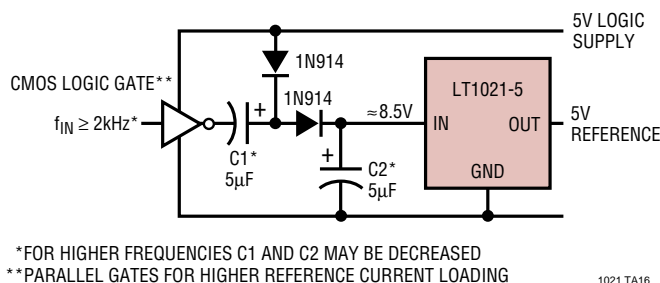 5V LOGIC
SUPPLY
1N914
CMOS LOGIC GATE**
1N914
LT1021-5
fIN ≥ 2kHz*
+
≈8.5V
IN
OUT
5V
REFERENCE
C1*
5µF
+
C2*
5µF
GND
*FOR HIGHER FREQUENCIES C1 AND C2 MAY BE DECREASED
**PARALLEL GATES FOR HIGHER REFERENCE CURRENT LOADING
1021 TA16